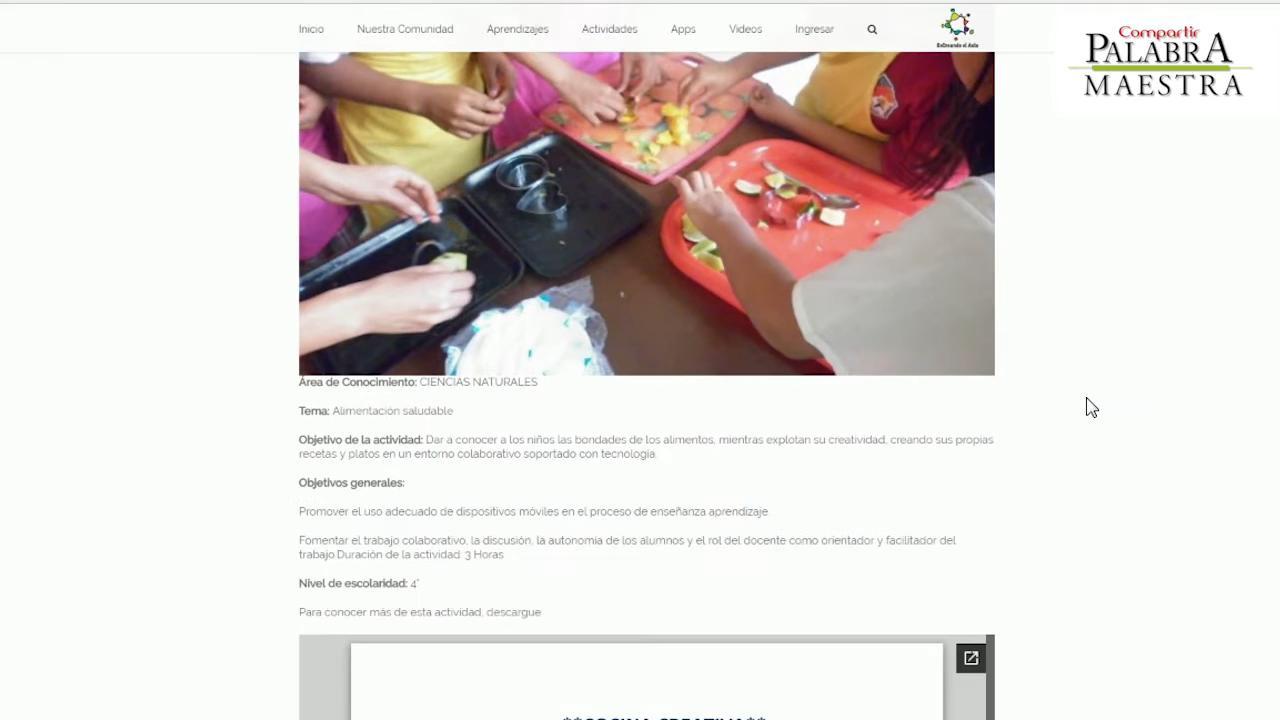 Inicio Nuestra Comunidad Aprendizajes Actividades Apps Videos Ingresar
EnCreando el Aula
Compartir
PALABRA
MAESTRA
Área de Conocimiento: CIENCIAS NATURALES
Tema: Alimentación saludable
Objetivo de la actividad: Dar a conocer a los niños las bondades de los alimentos, mientras explotan su creatividad, creando sus propias
recetas y platos en un entorno colaborativo soportado con tecnología.
Objetivos generales:
Promover el uso adecuado de dispositivos móviles en el proceso de enseñanza aprendizaje.
Fomentar el trabajo colaborativo, la discusión, la autonomía de los alumnos y el rol del docente como orientador y facilitador del
trabajo.Duración de la actividad: 3 Horas
Nivel de escolaridad: 4°
Para conocer más de esta actividad, descargue
**COCINA CREATIVA**